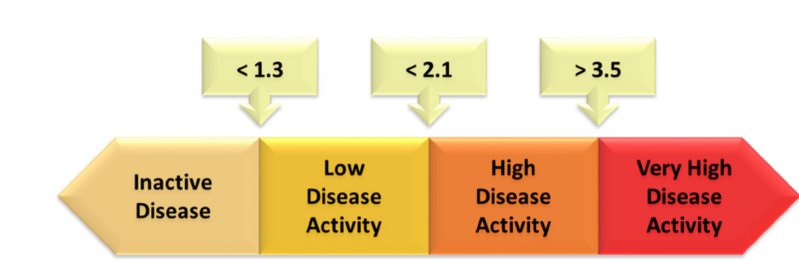 < 1.3
< 2.1
> 3.5
Inactive
Disease
Low
Disease
Activity
High
Disease
Activity
Very High
Disease
Activity